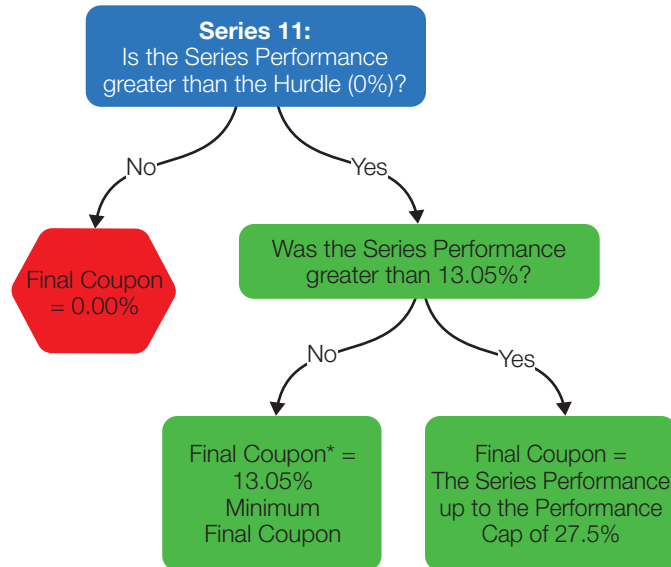 Series 11:
Is the Series Performance
greater than the Hurdle (0%)?
No
Yes
Final Coupon
= 0.00%
Was the Series Performance
greater than 13.05%?
No
Yes
Final Coupon* =
13.05%
Minimum
Final Coupon
Final Coupon =
The Series Performance
up to the Performance
Cap of 27.5%